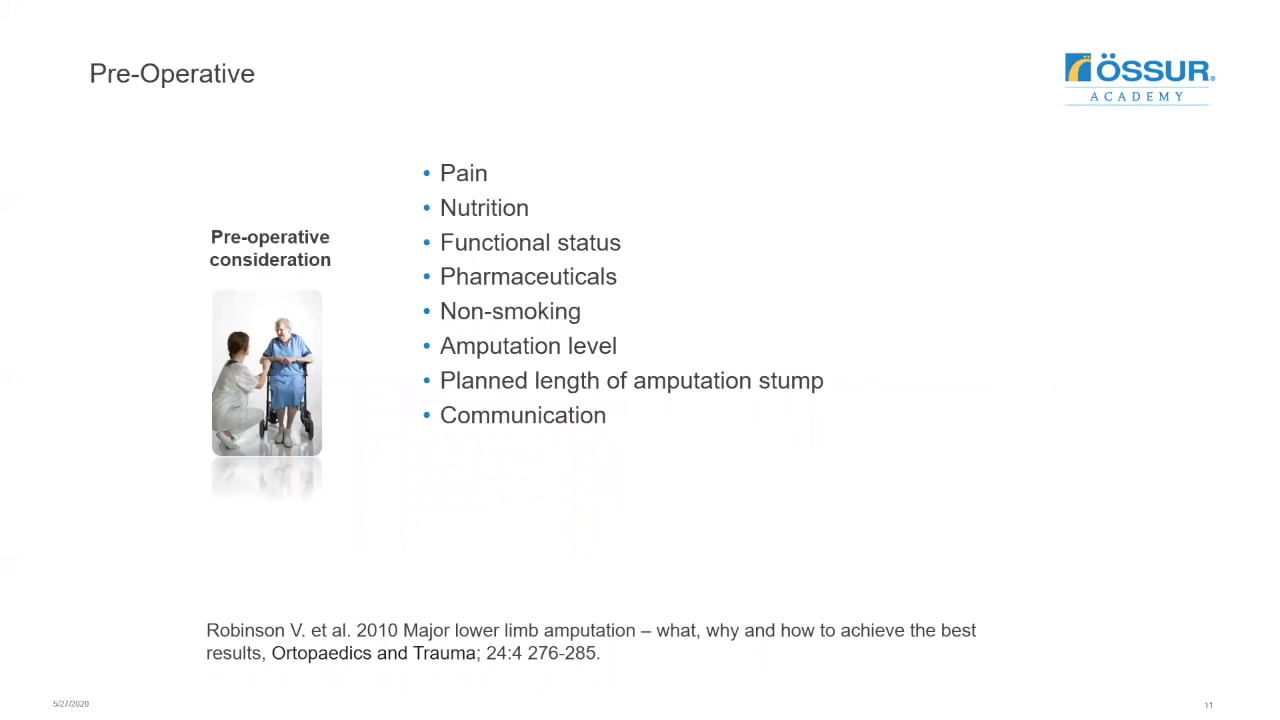 Pre-Operative
ÖSSUR®
ACADEMY
Pre-operative
consideration
• Pain
• Nutrition
• Functional status
• Pharmaceuticals
• Non-smoking
• Amputation level
• Planned length of amputation stump
• Communication
Robinson V. et al. 2010 Major lower limb amputation – what, why and how to achieve the best
results, Ortopaedics and Trauma; 24:4 276-285.
5/27/2020
11